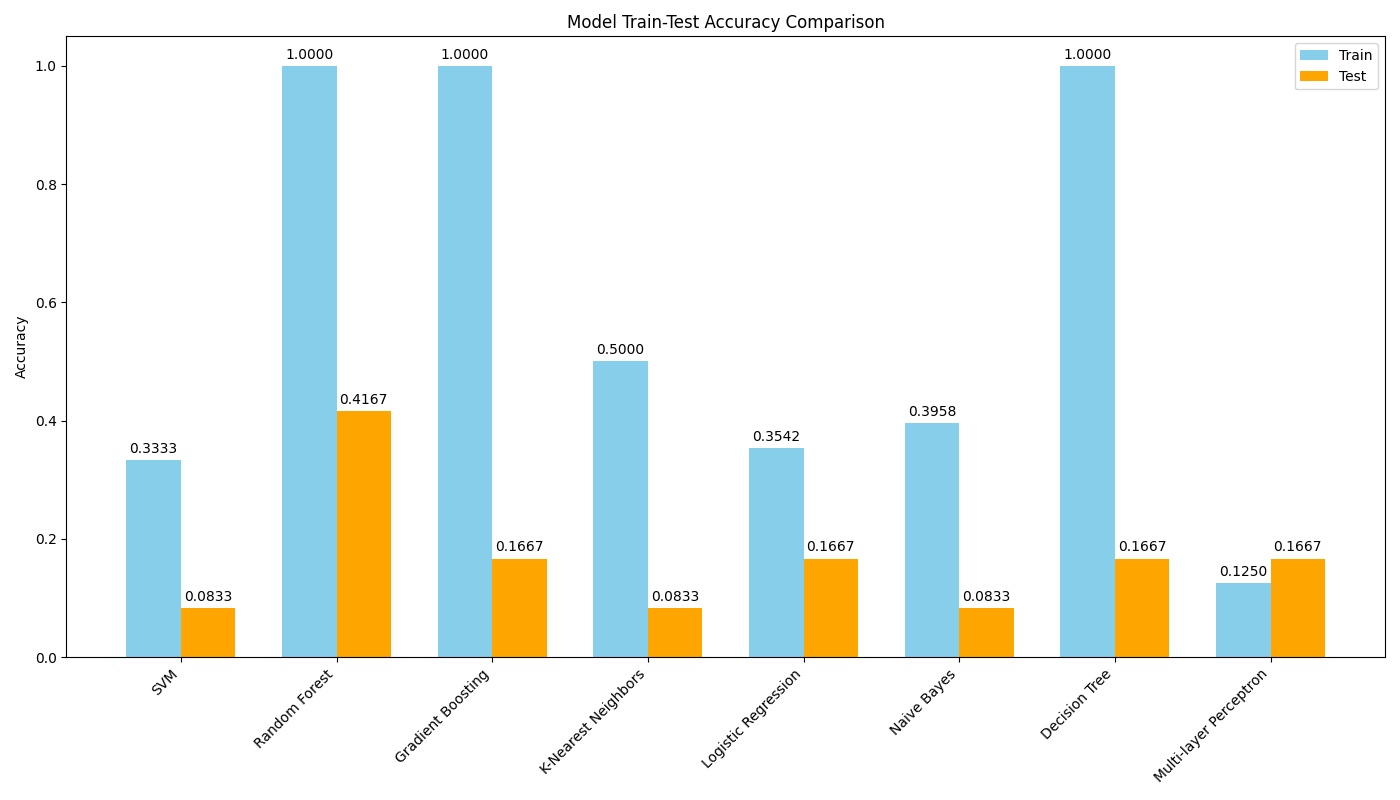 Model Train-Test Accuracy Comparison
Train
Test
Accuracy
1.0
0.8
0.6
0.4
0.2
0.0
0.3333
0.0833
1.0000
0.4167
1.0000
0.1667
0.5000
0.0833
0.3542
0.1667
0.3958
0.0833
1.0000
0.1667
0.1250
0.1667
SVM
Random Forest
Gradient Boosting
K-Nearest Neighbors
Logistic Regression
Naive Bayes
Decision Tree
Multi-layer Perceptron